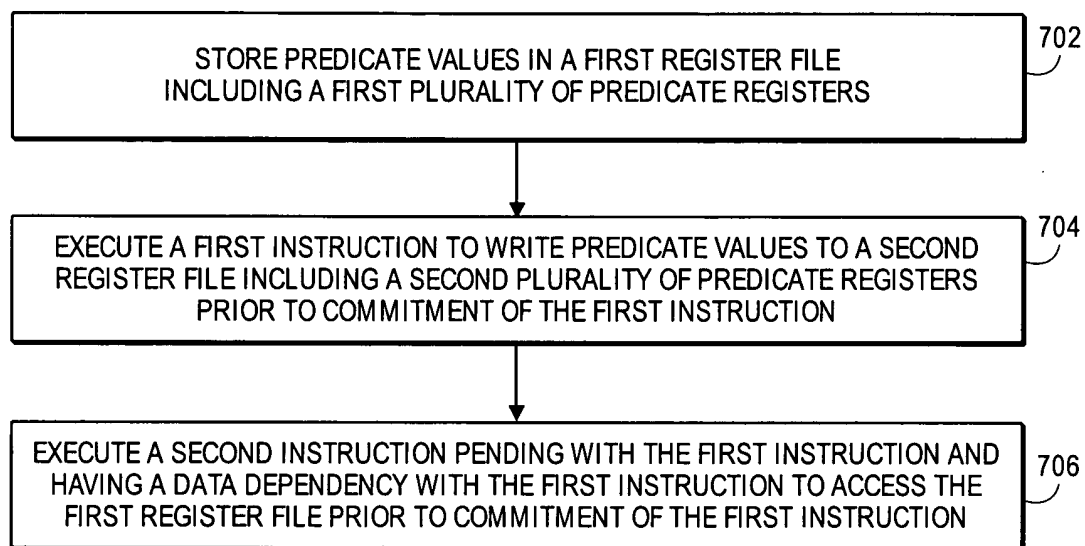 STORE PREDICATE VALUES IN A FIRST REGISTER FILE
INCLUDING A FIRST PLURALITY OF PREDICATE REGISTERS
702
EXECUTE A FIRST INSTRUCTION TO WRITE PREDICATE VALUES TO A SECOND
REGISTER FILE INCLUDING A SECOND PLURALITY OF PREDICATE REGISTERS
PRIOR TO COMMITMENT OF THE FIRST INSTRUCTION
704
EXECUTE A SECOND INSTRUCTION PENDING WITH THE FIRST INSTRUCTION AND
HAVING A DATA DEPENDENCY WITH THE FIRST INSTRUCTION TO ACCESS THE
FIRST REGISTER FILE PRIOR TO COMMITMENT OF THE FIRST INSTRUCTION
706